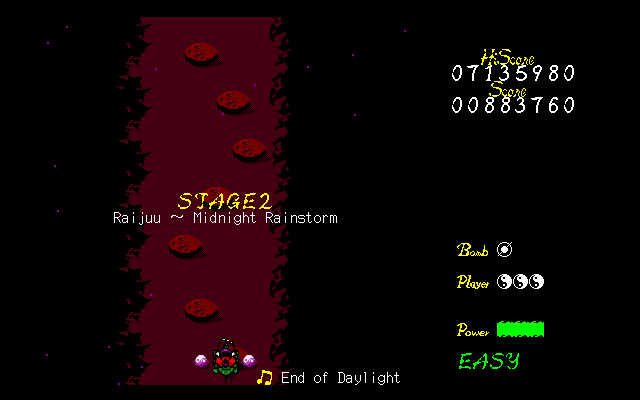 HiScore
07135980
Score
00883760
STAGE2
Raijuu ～ Midnight Rainstorm
Bomb
Player
Power
EASY
♫ End of Daylight